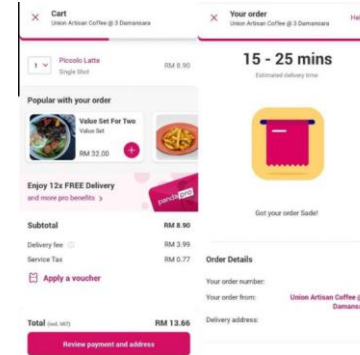 Cart
Union Artisan Coffee @ 3 Damansara
1
Piccolo Latte
RM 8.90
Single Shot
Popular with your order
Value Set For Two
Value Set
RM 32.00
Enjoy 12x FREE Delivery
and more pro benefits >
panda pro
Subtotal
RM 8.90
Delivery fee
RM 3.99
Service Tax
RM 0.77
Apply a voucher
Total (incl. VAT)
RM 13.66
Review payment and address
Your order
Union Artisan Coffee @ 3 Damansara
Hel
15 - 25 mins
Estimated delivery time
Got your order Sade!
Order Details
Your order number:
Your order from:
Union Artisan Coffee @
Damansa
Delivery address: